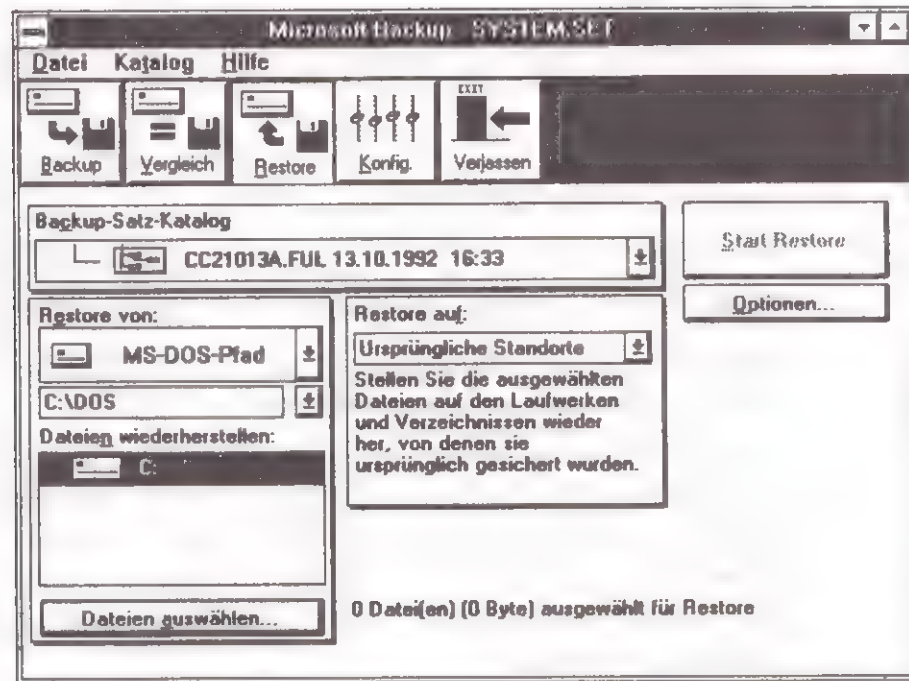 Microsoft Backup - SYSTEM.SET
Datei Katalog Hilfe
EXIT
Backup Vergleich Restore Konfig. Verlassen
Backup-Satz-Katalog
CC21013A.FUL 13.10.1992 16:33
Start Restore
Optionen...
Restore von:
MS-DOS-Pfad
C:\DOS
Dateien wiederherstellen:
C:
Dateien auswählen...
Restore auf:
Ursprüngliche Standorte
Stellen Sie die ausgewählten
Dateien auf den Laufwerken
und Verzeichnissen wieder
her, von denen sie
ursprünglich gesichert wurden.
0 Datei(en) (0 Byte) ausgewählt für Restore